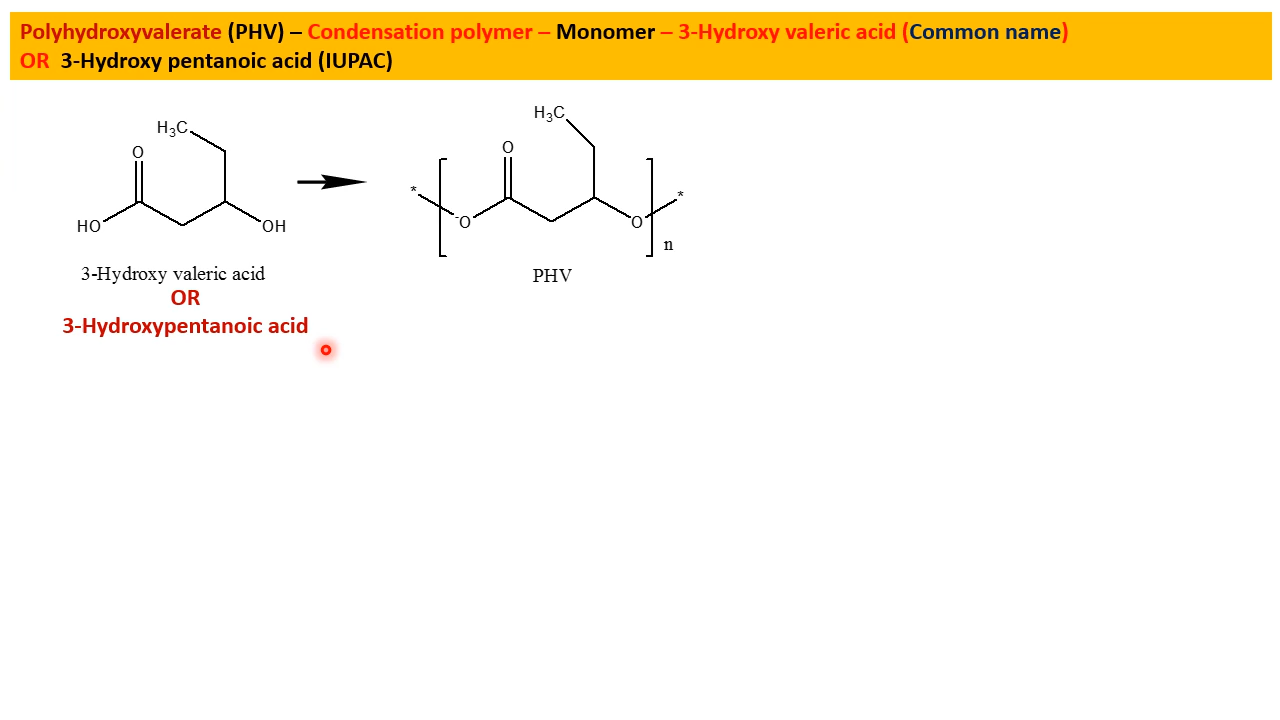 Polyhydroxyvalerate (PHV) – Condensation polymer – Monomer – 3-Hydroxy valeric acid (Common name)
OR 3-Hydroxy pentanoic acid (IUPAC)
H3C
O
HO
OH
3-Hydroxy valeric acid
OR
3-Hydroxypentanoic acid
H3C
O
*
-O
O
*
n
PHV